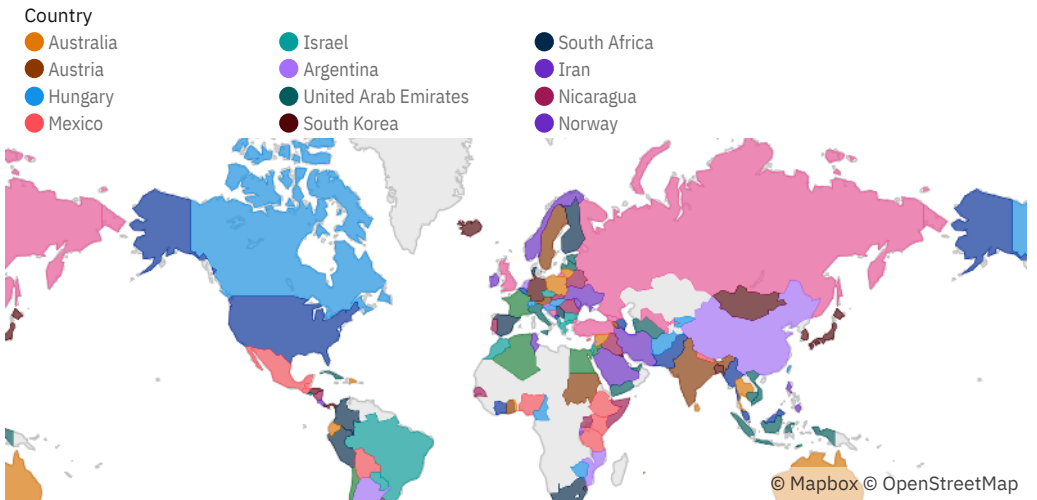 Country
Australia
Austria
Hungary
Mexico
Israel
Argentina
United Arab Emirates
South Korea
South Africa
Iran
Nicaragua
Norway
© Mapbox © OpenStreetMap